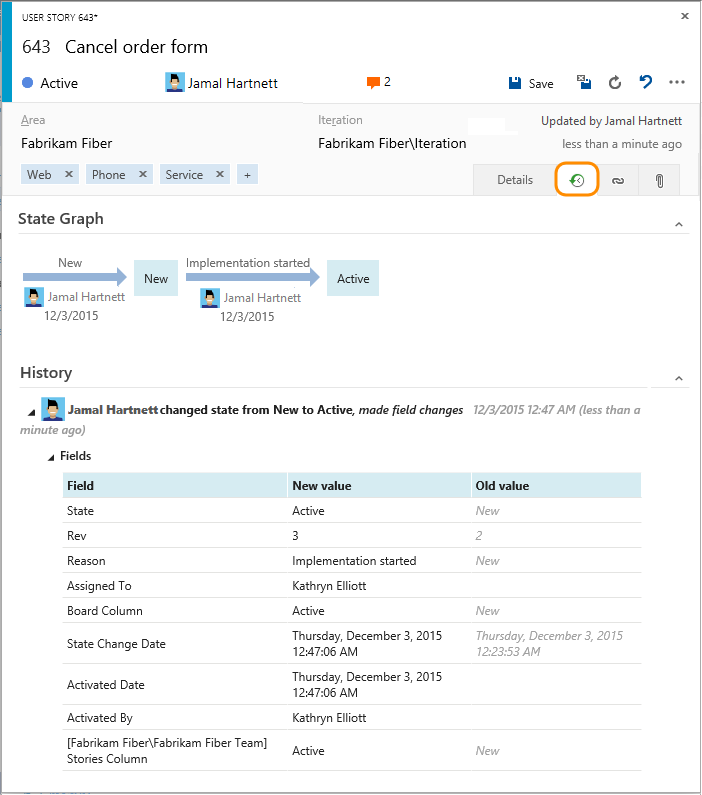 USER STORY 643*
643 Cancel order form
Active Jamal Hartnett 2 Save
Area Iteration Updated by Jamal Hartnett
Fabrikam Fiber Fabrikam Fiber\Iteration less than a minute ago
Web Phone Service + Details
State Graph
New Implementation started
New Active
Jamal Hartnett Jamal Hartnett
12/3/2015 12/3/2015
History
Jamal Hartnett changed state from New to Active, made field changes 12/3/2015 12:47 AM (less than a
minute ago)
Fields
Field New value Old value
State Active New
Rev 3 2
Reason Implementation started New
Assigned To Kathryn Elliott
Board Column Active New
State Change Date Thursday, December 3, 2015 Thursday, December 3, 2015
12:47:06 AM 12:23:53 AM
Activated Date Thursday, December 3, 2015
12:47:06 AM
Activated By Kathryn Elliott
[Fabrikam Fiber\Fabrikam Fiber Team] Active New
Stories Column